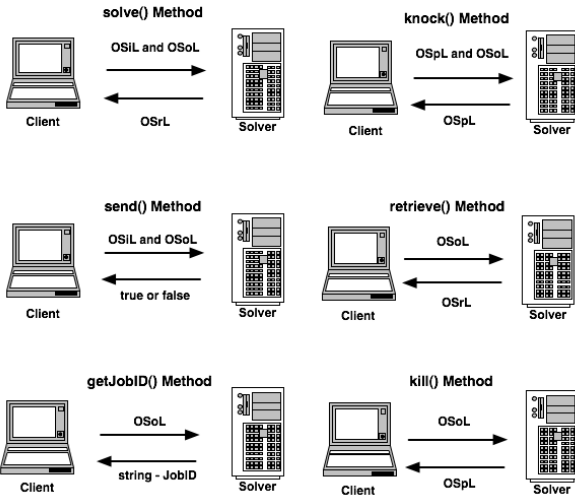 solve() Method
OSiL and OSoL
OSrL
Client
Solver
knock() Method
OSpL and OSoL
OSpL
Client
Solver
send() Method
OSiL and OSoL
true or false
Client
Solver
retrieve() Method
OSoL
OSrL
Client
Solver
getJobID() Method
OSoL
string - JobID
Client
Solver
kill() Method
OSoL
OSpL
Client
Solver